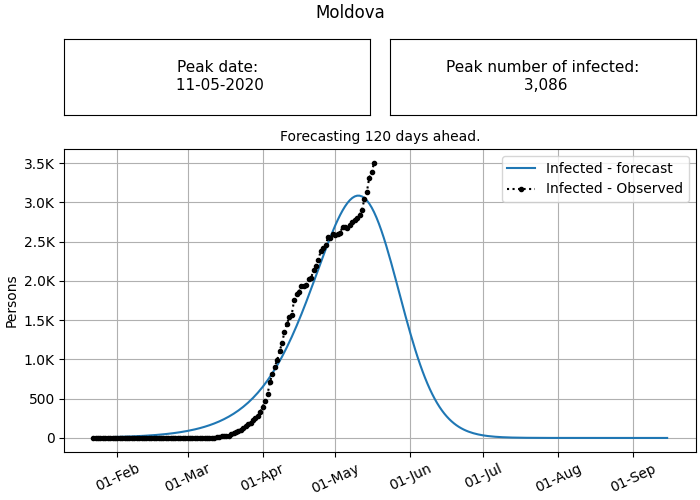 Moldova
Peak date:
11-05-2020
Peak number of infected:
3,086
Forecasting 120 days ahead.
Infected - forecast
Infected - Observed
Persons
3.5K
3.0K
2.5K
2.0K
1.5K
1.0K
500
0
01-Feb
01-Mar
01-Apr
01-May
01-Jun
01-Jul
01-Aug
01-Sep